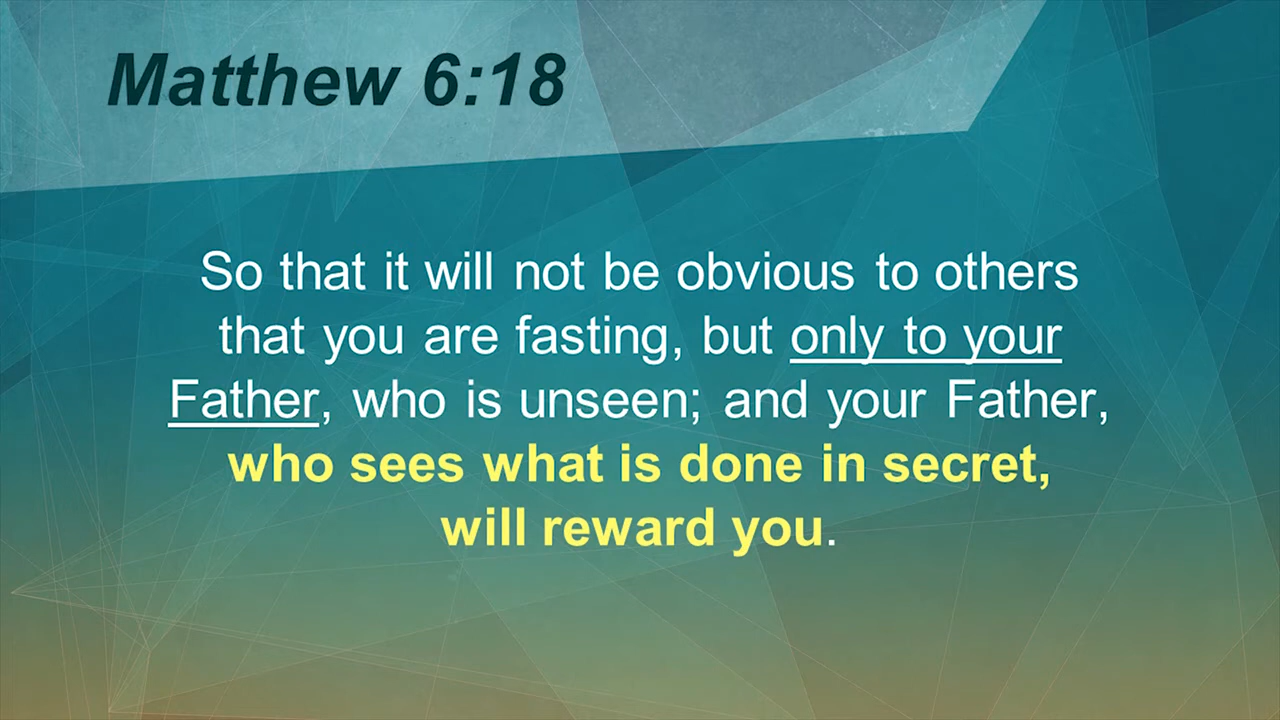 Matthew 6:18
So that it will not be obvious to others
that you are fasting, but only to your
Father, who is unseen; and your Father,
who sees what is done in secret,
will reward you.